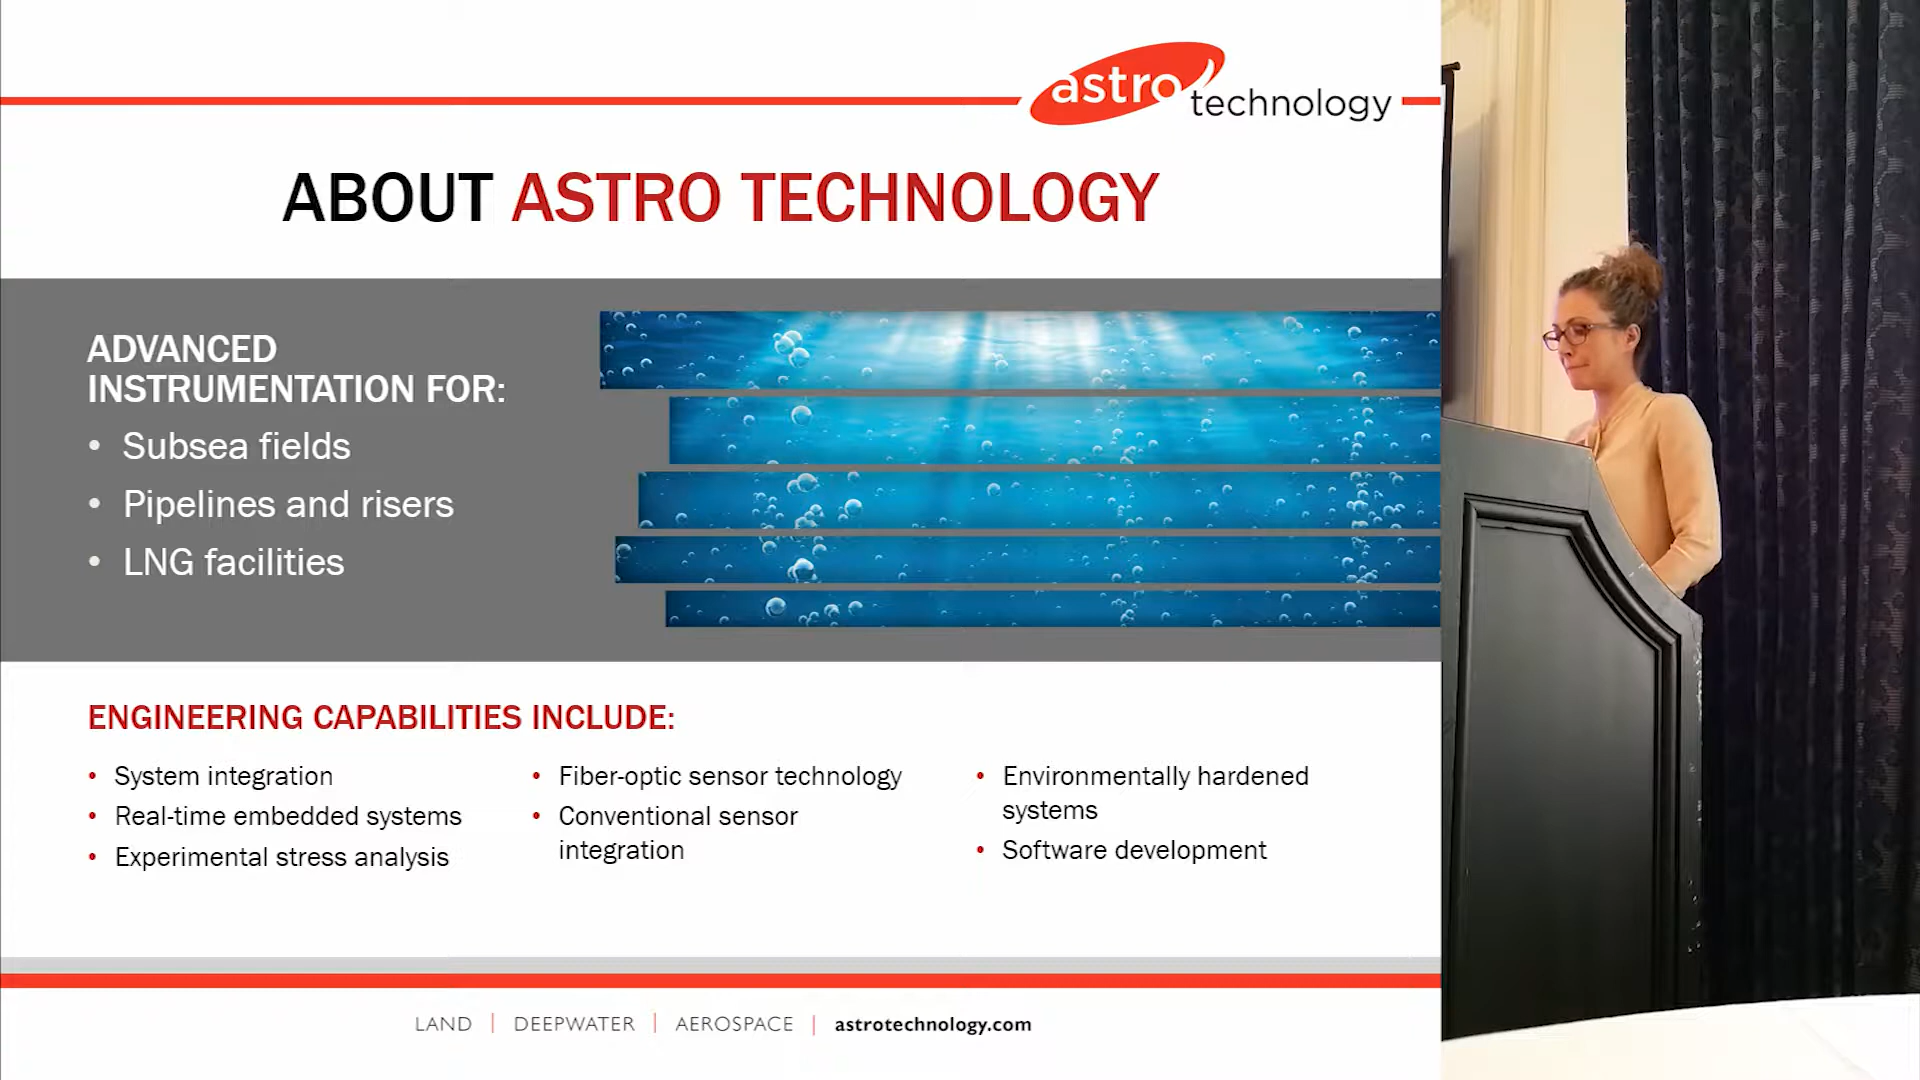 astro technology
ABOUT ASTRO TECHNOLOGY
ADVANCED
INSTRUMENTATION FOR:
• Subsea fields
• Pipelines and risers
• LNG facilities
ENGINEERING CAPABILITIES INCLUDE:
• System integration
• Real-time embedded systems
• Experimental stress analysis
• Fiber-optic sensor technology
• Conventional sensor
integration
• Environmentally hardened
systems
• Software development
LAND | DEEPWATER | AEROSPACE | astrotechnology.com